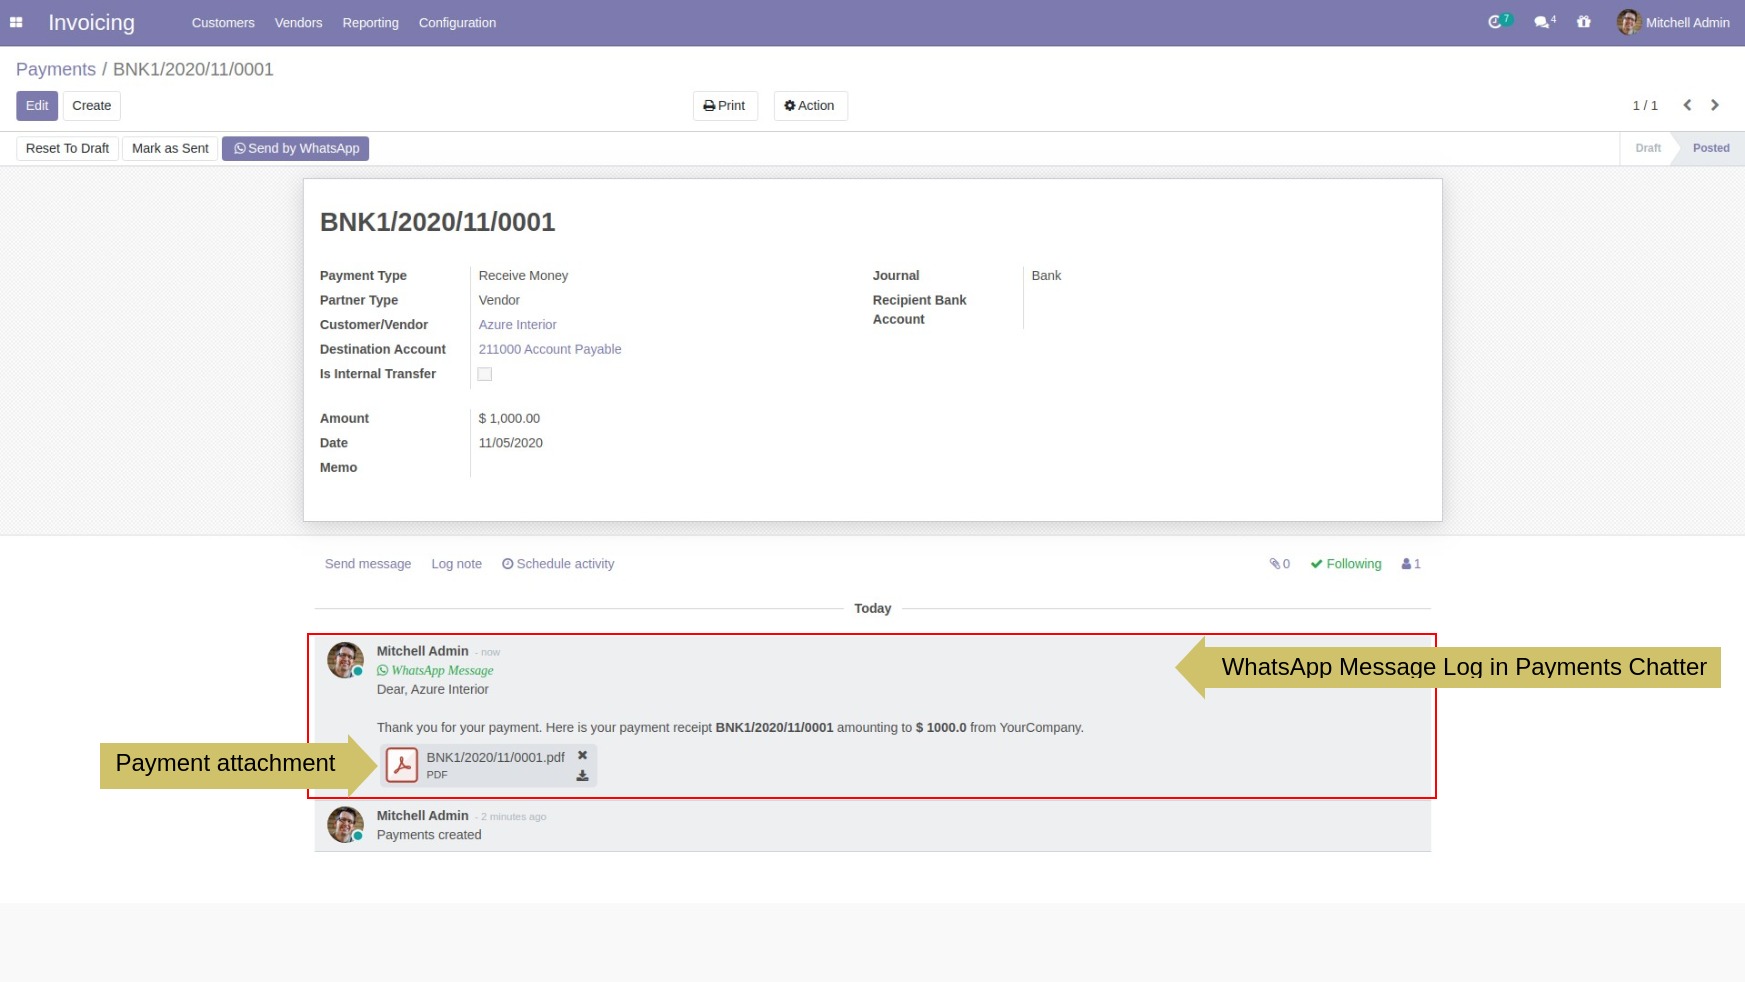 Invoicing Customers Vendors Reporting Configuration 7 4 Mitchell Admin
Payments / BNK1/2020/11/0001
Edit Create Print Action 1 / 1
Reset To Draft Mark as Sent Send by WhatsApp Draft Posted
BNK1/2020/11/0001
Payment Type Receive Money
Partner Type Vendor
Customer/Vendor Azure Interior
Destination Account 211000 Account Payable
Is Internal Transfer
Journal Bank
Recipient Bank
Account
Amount $ 1,000.00
Date 11/05/2020
Memo
Send message Log note Schedule activity 0 Following 1
Today
Mitchell Admin - now
WhatsApp Message
Dear, Azure Interior
WhatsApp Message Log in Payments Chatter
Thank you for your payment. Here is your payment receipt BNK1/2020/11/0001 amounting to $ 1000.0 from YourCompany.
Payment attachment
BNK1/2020/11/0001.pdf
PDF
Mitchell Admin - 2 minutes ago
Payments created